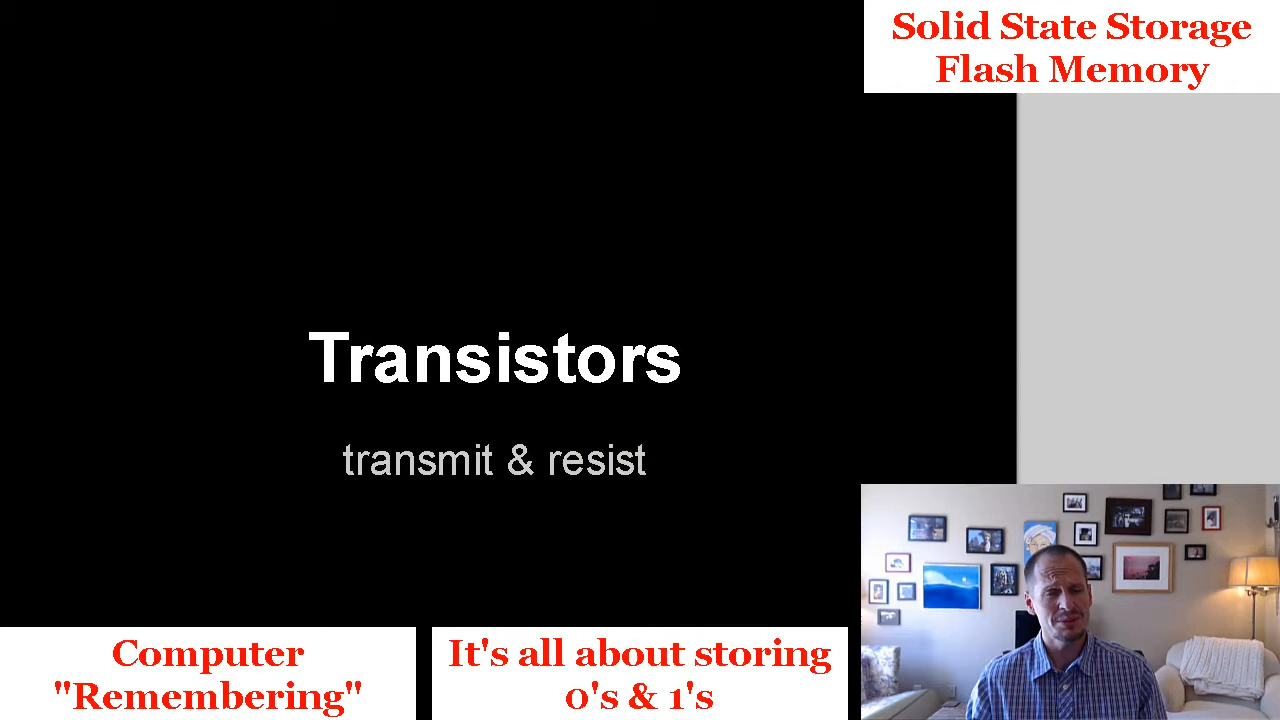 Solid State Storage
Flash Memory
Transistors
transmit & resist
Computer
"Remembering"
It's all about storing
0's & 1's